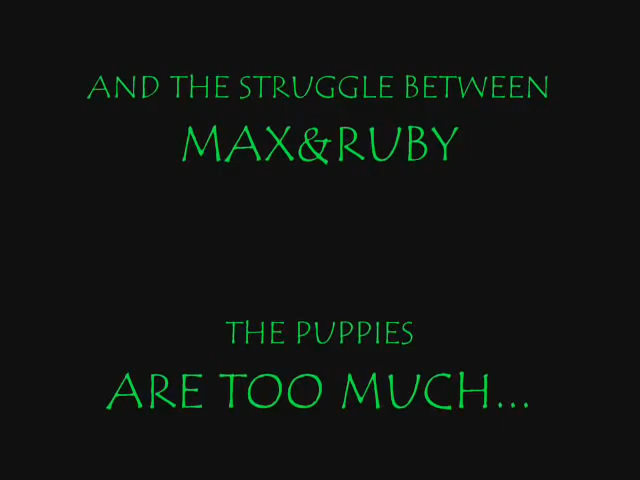 AND THE STRUGGLE BETWEEN
MAX&RUBY
THE PUPPIES
ARE TOO MUCH...